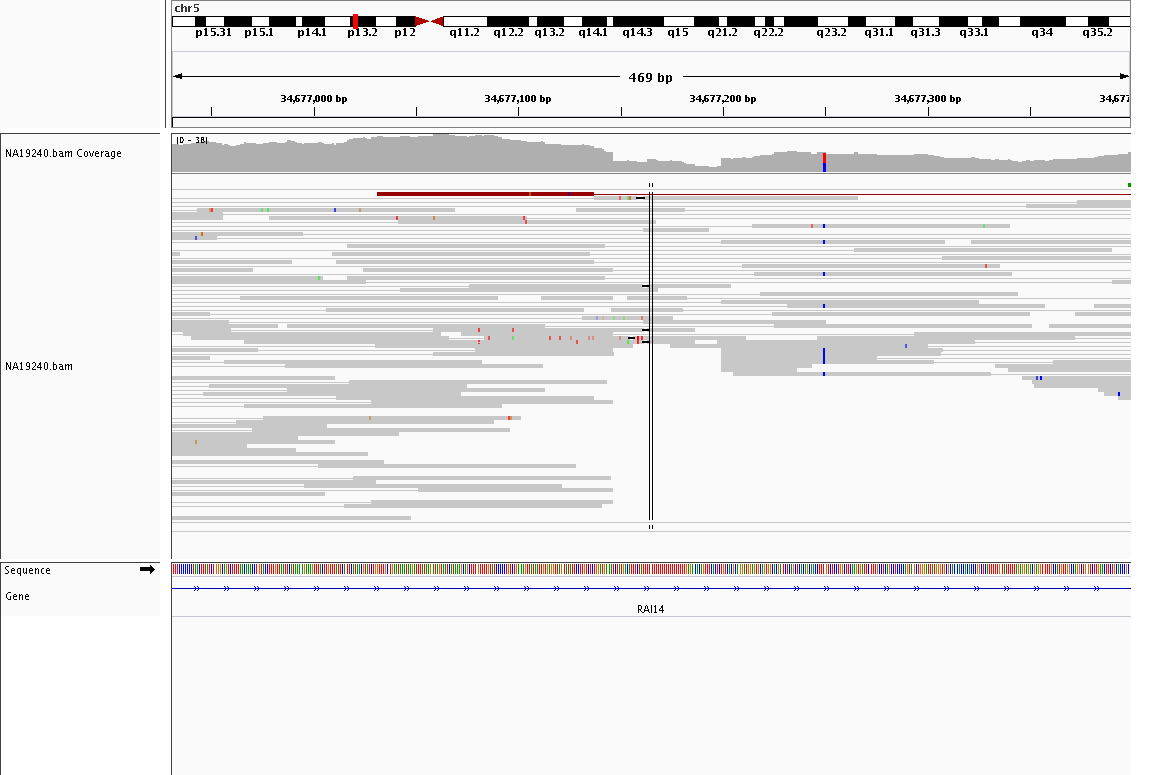 chr5
p15.31 p15.1 p14.1 p13.2 p12 q11.2 q12.2 q13.2 q14.1 q14.3 q15 q21.2 q22.2 q23.2 q31.1 q31.3 q33.1 q34 q35.2
469 bp
34,677,000 bp 34,677,100 bp 34,677,200 bp 34,677,300 bp 34,677
NA19240.bam Coverage
[0 - 38]
NA19240.bam
Sequence
Gene
RAI14